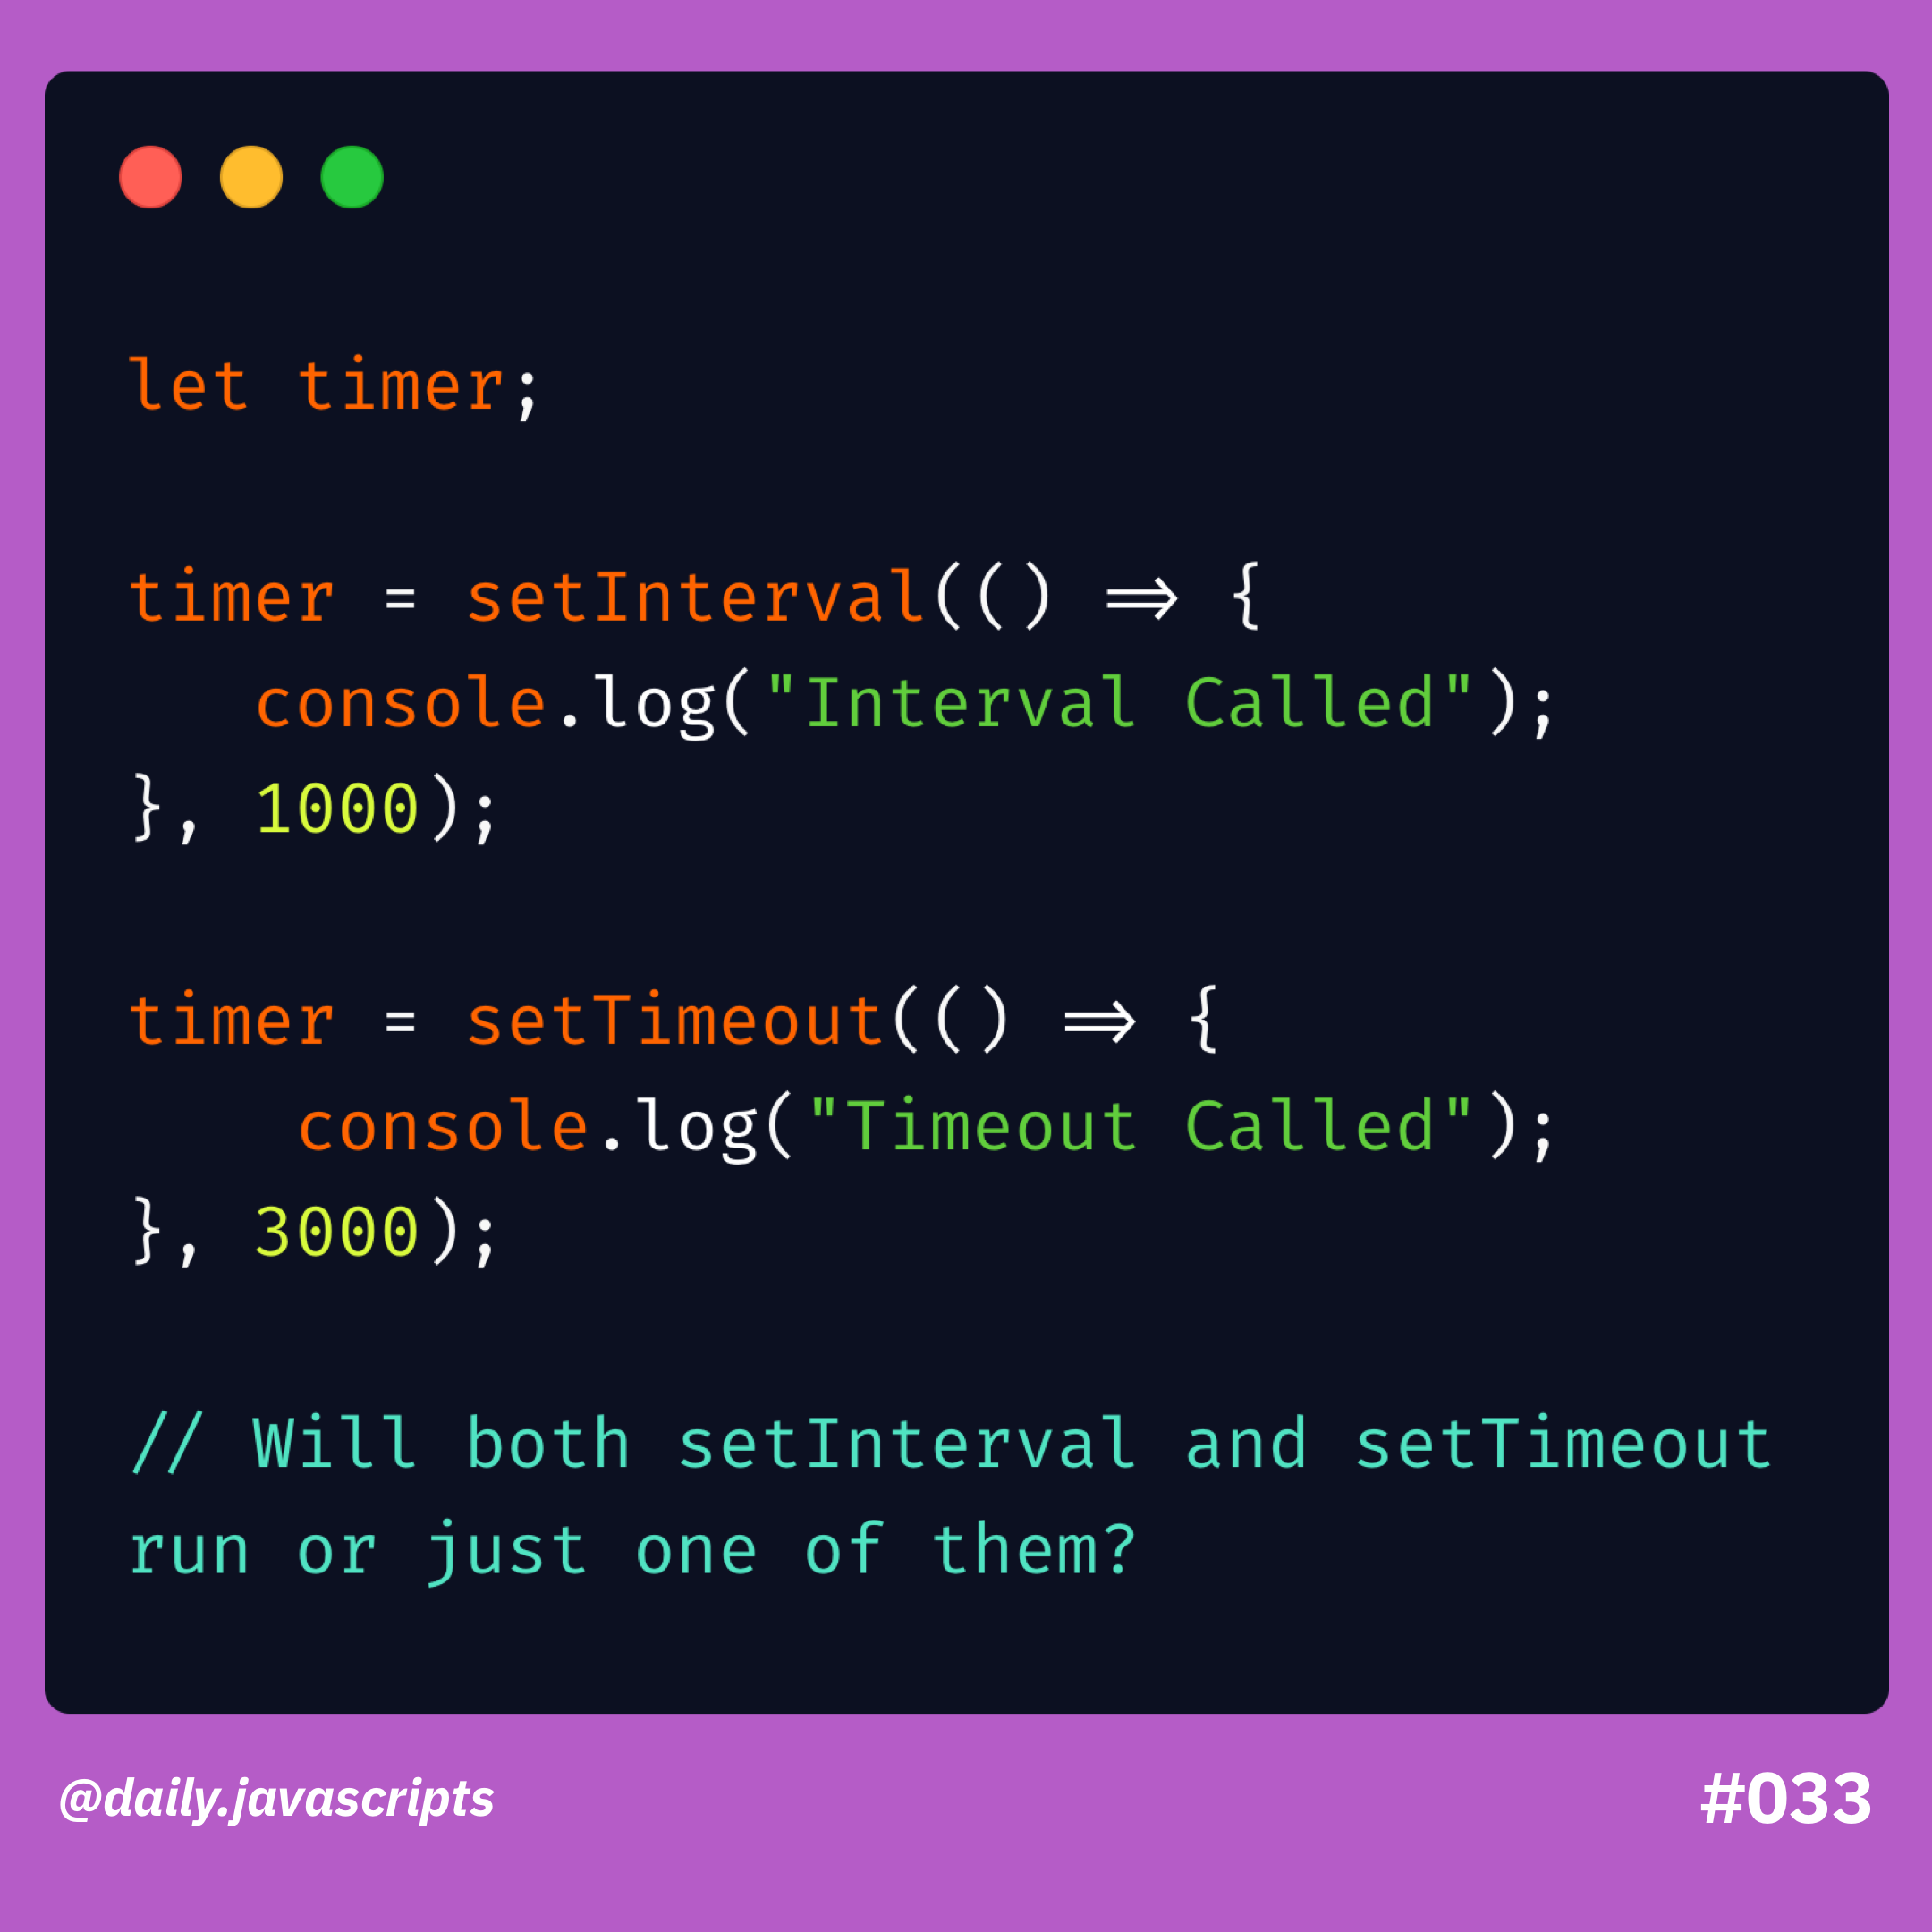 let timer;
timer = setInterval(() => {
   console.log("Interval Called");
}, 1000);
timer = setTimeout(() => {
    console.log("Timeout Called");
}, 3000);
// Will both setInterval and setTimeout
run or just one of them?
@daily.javascripts
#033